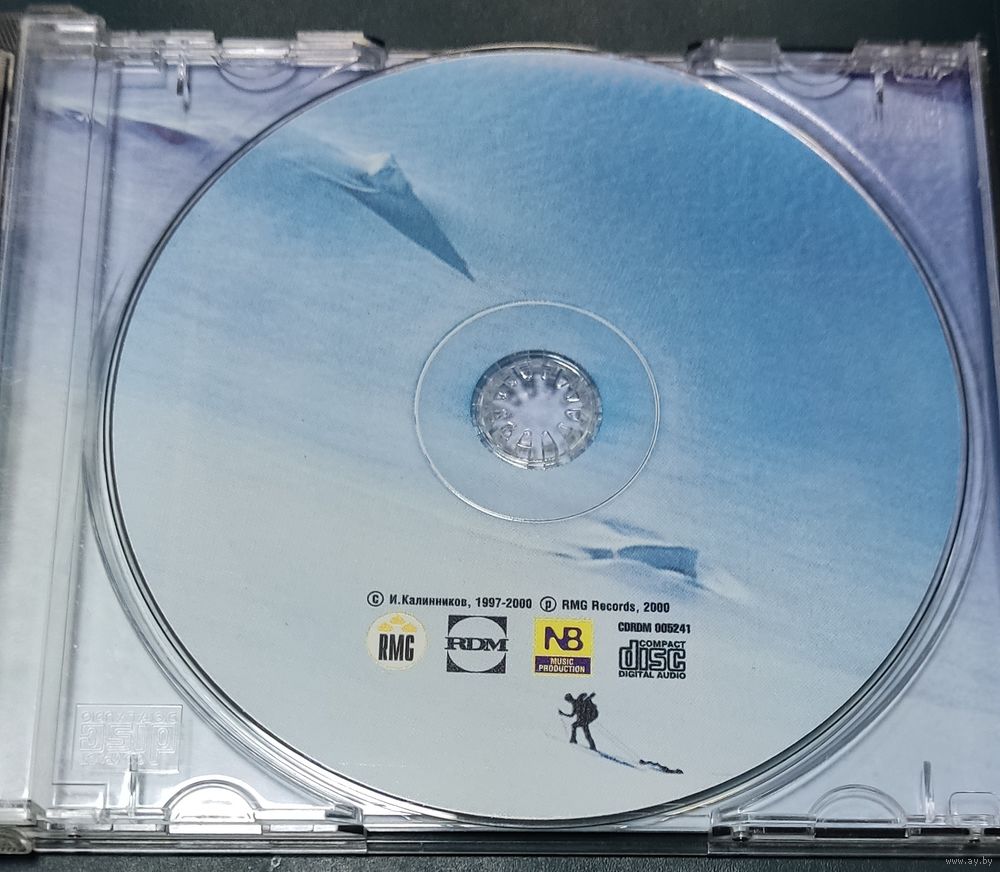 © И.Калинников, 1997-2000 ℗ RMG Records, 2000
RMG
RDM
NB
MUSIC
PRODUCTION
CDRDM 005241
COMPACT
disc
DIGITAL AUDIO
www.ay.by